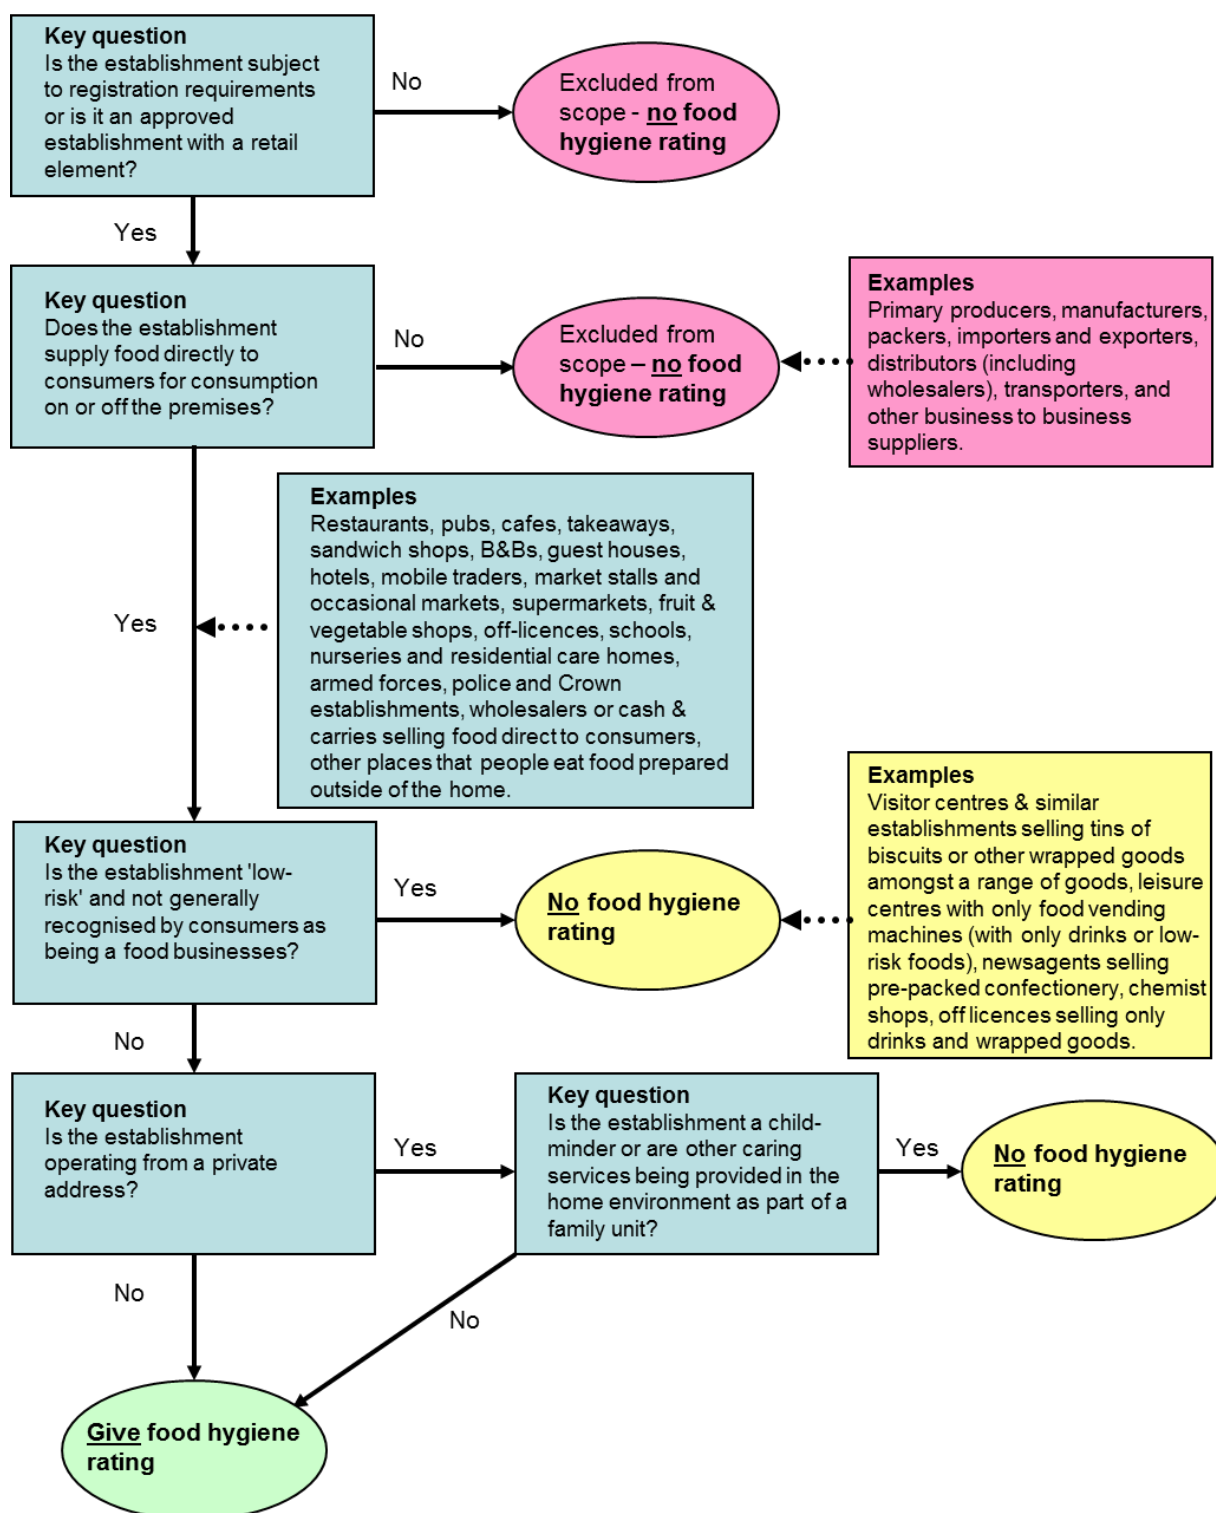 Key question
Is the establishment subject
to registration requirements
or is it an approved
establishment with a retail
element?
No
Excluded from
scope - no food
hygiene rating
Yes
Key question
Does the establishment
supply food directly to
consumers for consumption
on or off the premises?
No
Excluded from
scope – no food
hygiene rating
Examples
Primary producers, manufacturers,
packers, importers and exporters,
distributors (including
wholesalers), transporters, and
other business to business
suppliers.
Yes
Examples
Restaurants, pubs, cafes, takeaways,
sandwich shops, B&Bs, guest houses,
hotels, mobile traders, market stalls and
occasional markets, supermarkets, fruit &
vegetable shops, off-licences, schools,
nurseries and residential care homes,
armed forces, police and Crown
establishments, wholesalers or cash &
carries selling food direct to consumers,
other places that people eat food prepared
outside of the home.
Key question
Is the establishment 'low-
risk' and not generally
recognised by consumers as
being a food businesses?
Yes
No food hygiene
rating
Examples
Visitor centres & similar
establishments selling tins of
biscuits or other wrapped goods
amongst a range of goods, leisure
centres with only food vending
machines (with only drinks or low-
risk foods), newsagents selling
pre-packed confectionery, chemist
shops, off licences selling only
drinks and wrapped goods.
No
Key question
Is the establishment
operating from a private
address?
Yes
Key question
Is the establishment a child-
minder or are other caring
services being provided in the
home environment as part of a
family unit?
Yes
No food hygiene
rating
No
No
Give food hygiene
rating